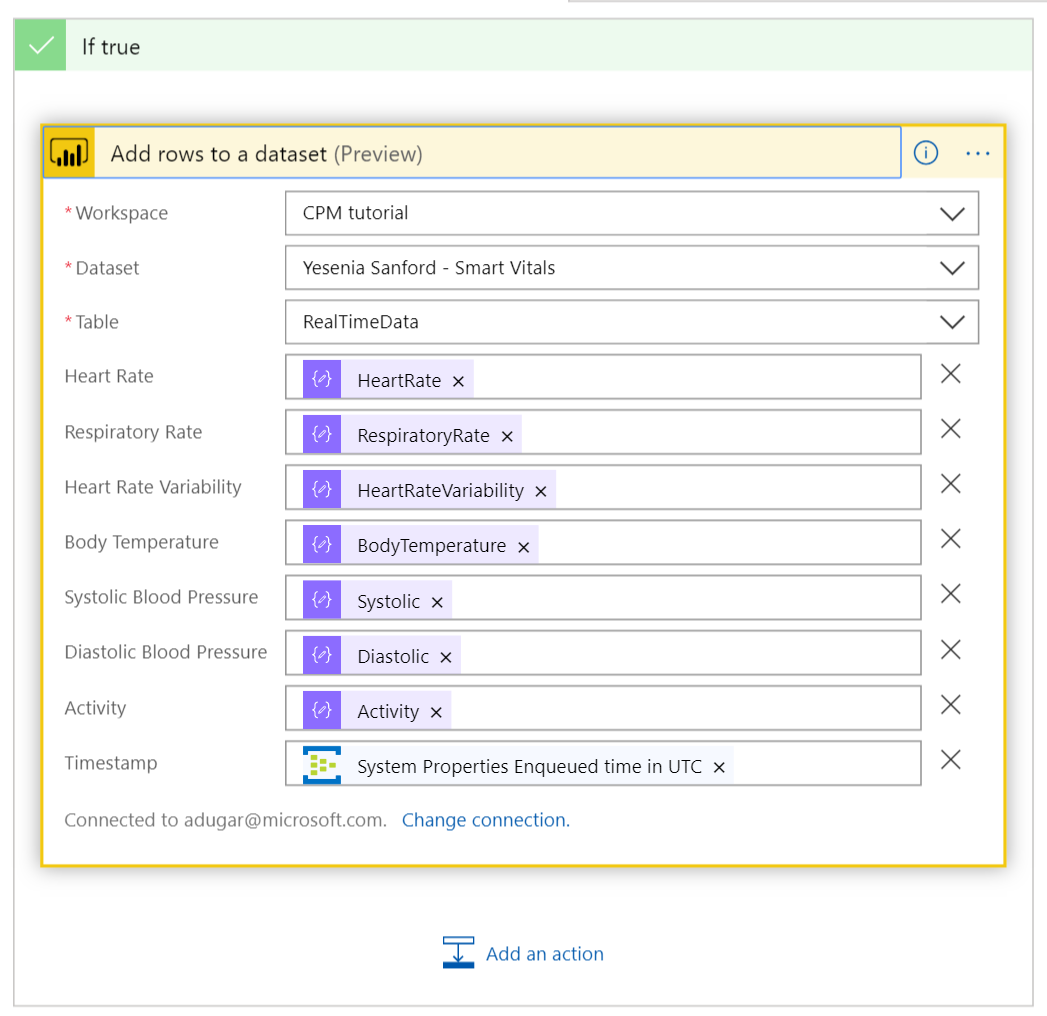 If true
Add rows to a dataset (Preview)
* Workspace CPM tutorial
* Dataset Yesenia Sanford - Smart Vitals
* Table RealTimeData
Heart Rate HeartRate ×
Respiratory Rate RespiratoryRate ×
Heart Rate Variability HeartRateVariability ×
Body Temperature BodyTemperature ×
Systolic Blood Pressure Systolic ×
Diastolic Blood Pressure Diastolic ×
Activity Activity ×
Timestamp System Properties Enqueued time in UTC ×
Connected to adugar@microsoft.com. Change connection.
Add an action